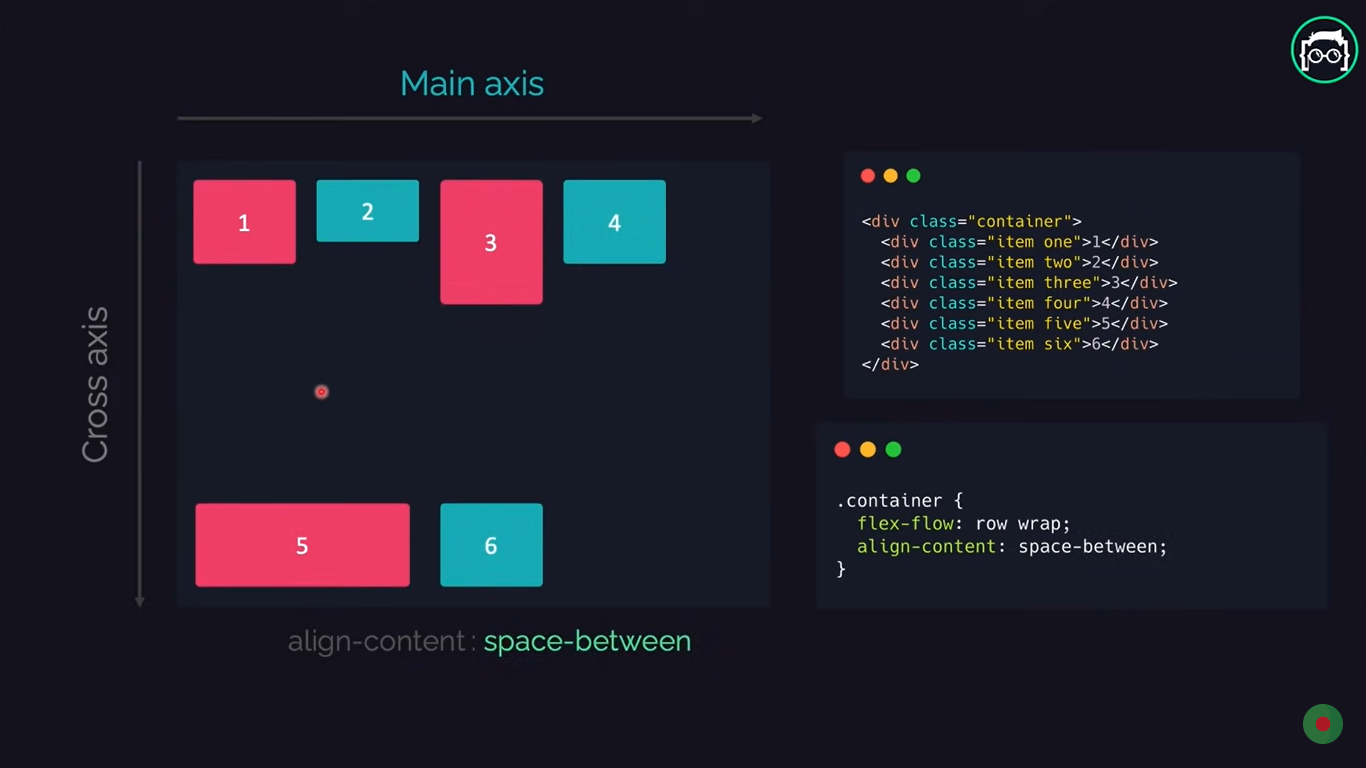 Main axis
Cross axis
1
2
3
4
5
6
align-content : space-between
<div class="container">
  <div class="item one">1</div>
  <div class="item two">2</div>
  <div class="item three">3</div>
  <div class="item four">4</div>
  <div class="item five">5</div>
  <div class="item six">6</div>
</div>
.container {
  flex-flow: row wrap;
  align-content: space-between;
}